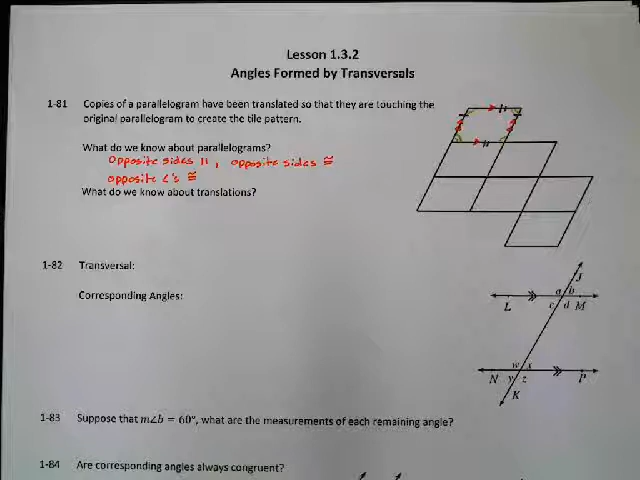 Lesson 1.3.2
Angles Formed by Transversals
1-81 Copies of a parallelogram have been translated so that they are touching the
original parallelogram to create the tile pattern.
What do we know about parallelograms?
opposite sides ||, opposite sides ≅
opposite ∠'s ≅
What do we know about translations?
1-82 Transversal:
Corresponding Angles:
J
a b
L c d M
w x
N y z P
K
1-83 Suppose that m∠b = 60°, what are the measurements of each remaining angle?
1-84 Are corresponding angles always congruent?